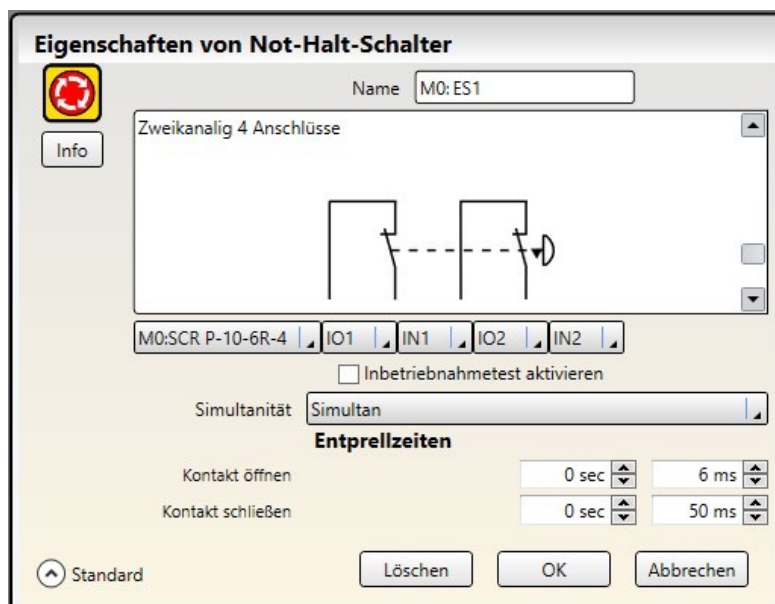 Eigenschaften von Not-Halt-Schalter
Name M0: ES1
Info
Zweikanalig 4 Anschlüsse
M0:SCR P-10-6R-4 IO1 IN1 IO2 IN2
Inbetriebnahmetest aktivieren
Simultanität Simultan
Entprellzeiten
Kontakt öffnen 0 sec 6 ms
Kontakt schließen 0 sec 50 ms
Standard Löschen OK Abbrechen